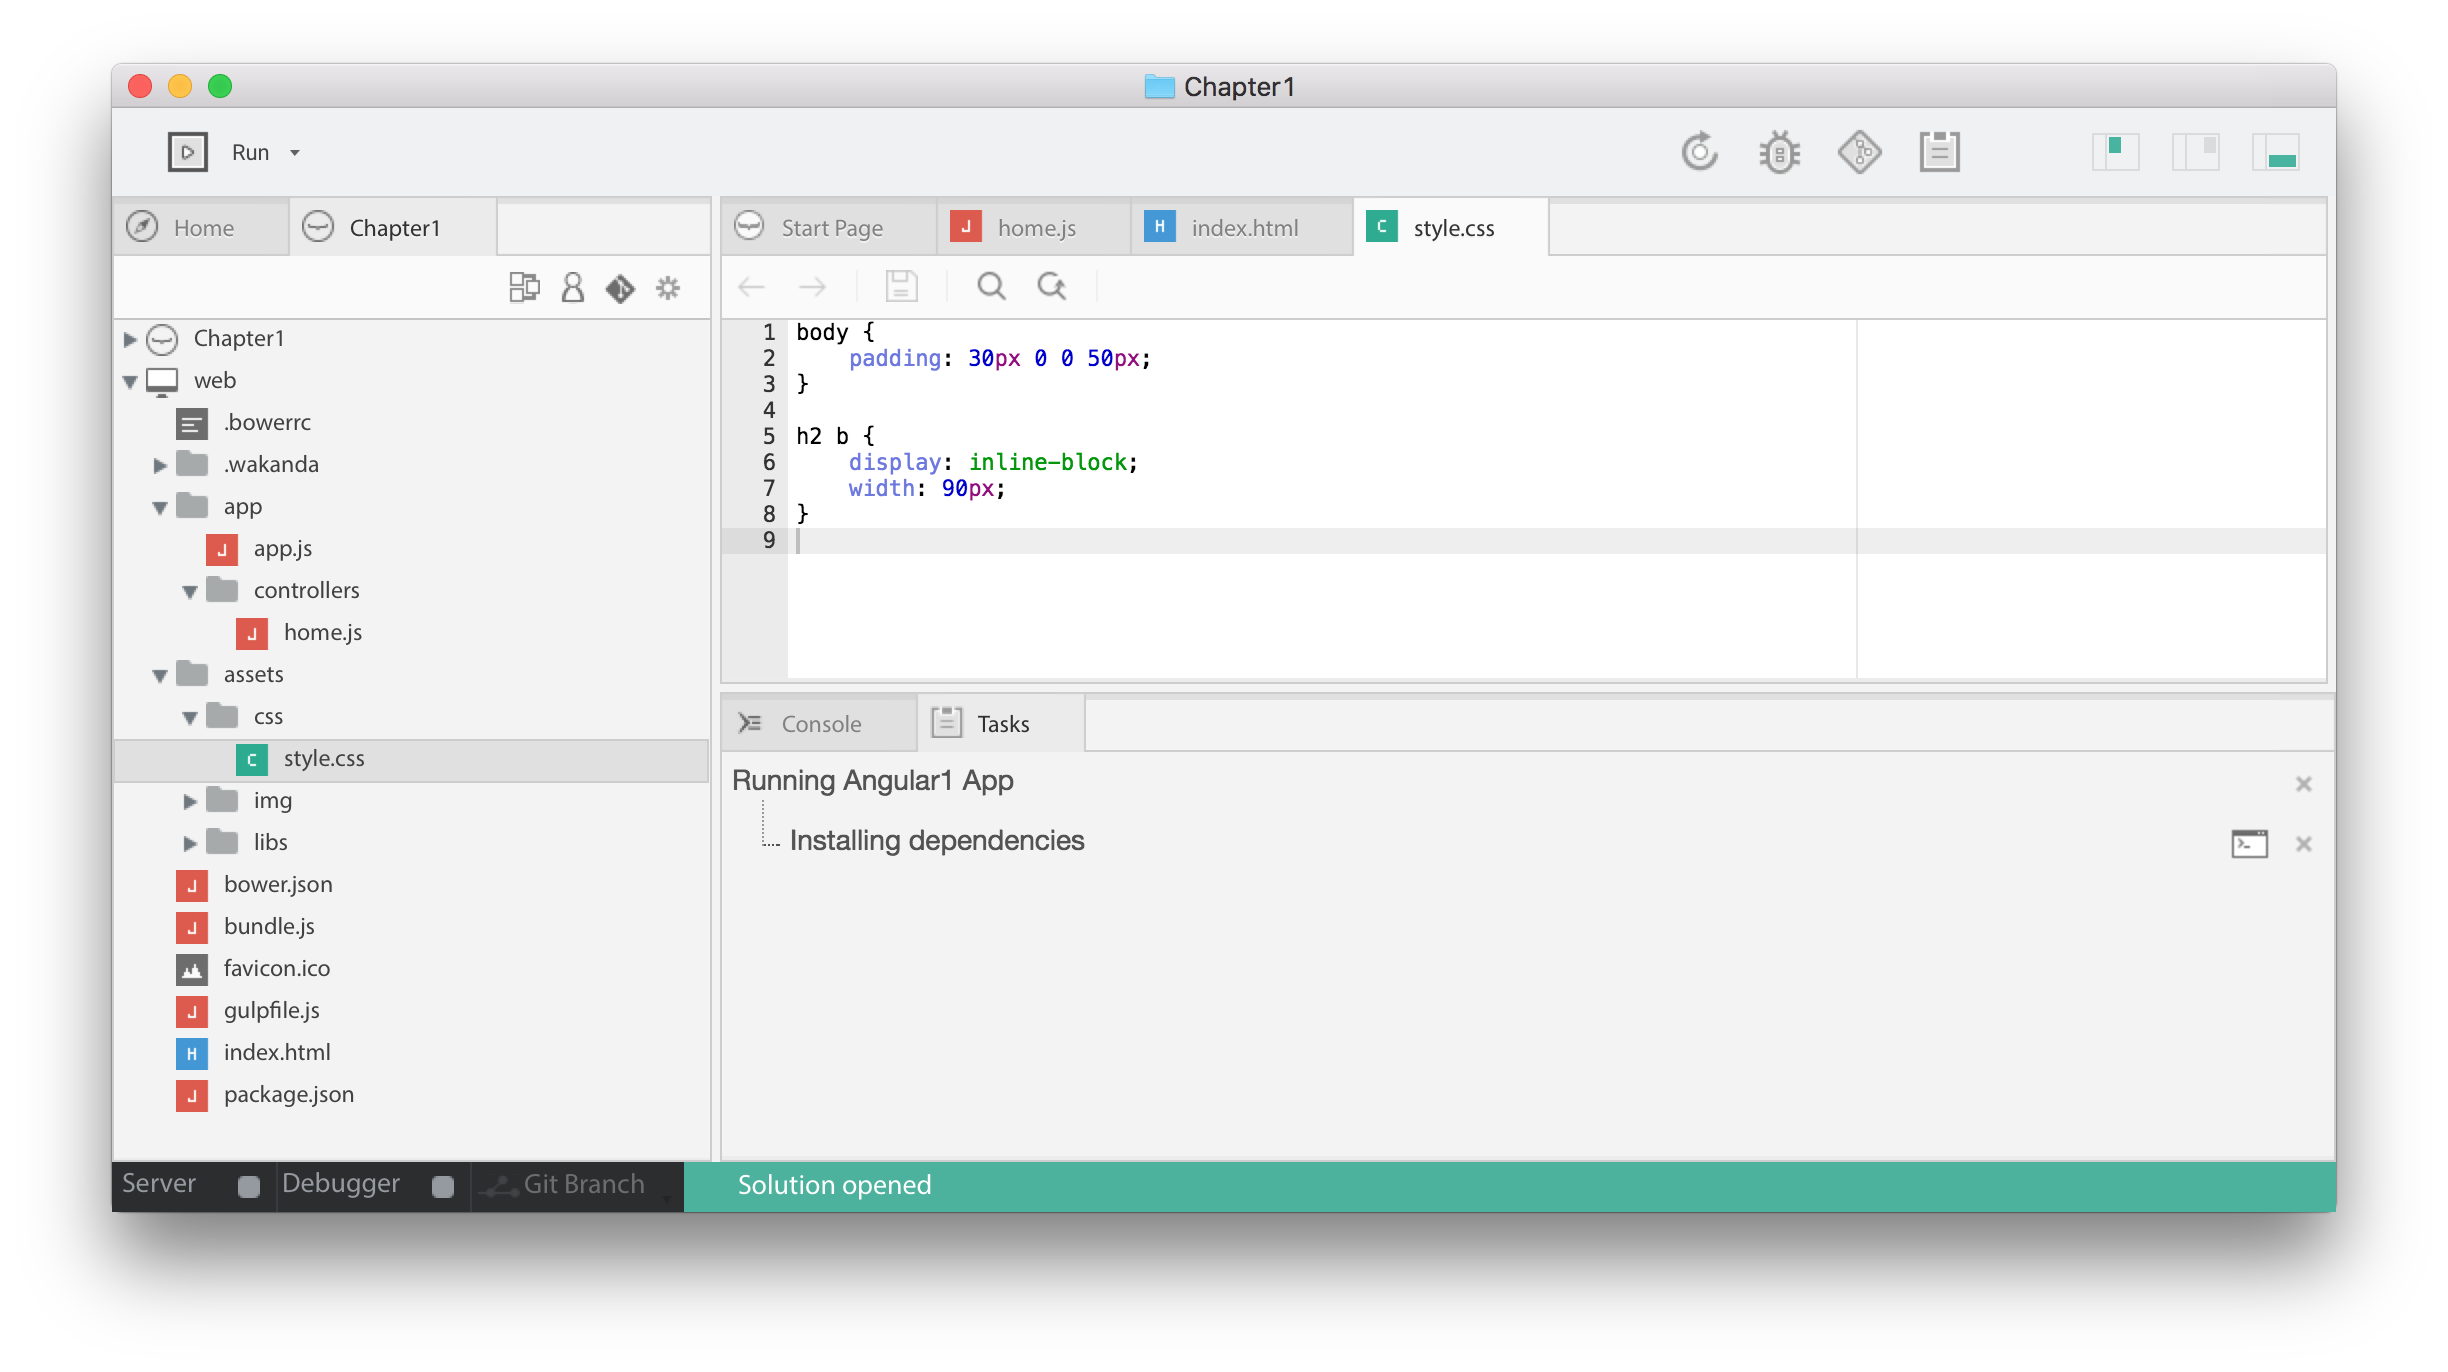 Chapter1
Run
Home
Chapter1
Start Page
home.js
index.html
style.css
Chapter1
web
.bowerrc
.wakanda
app
app.js
controllers
home.js
assets
css
style.css
img
libs
bower.json
bundle.js
favicon.ico
gulpfile.js
index.html
package.json
1 body {
2 padding: 30px 0 0 50px;
3 }
4
5 h2 b {
6 display: inline-block;
7 width: 90px;
8 }
9
Console
Tasks
Running Angular1 App
Installing dependencies
Server
Debugger
Git Branch
Solution opened